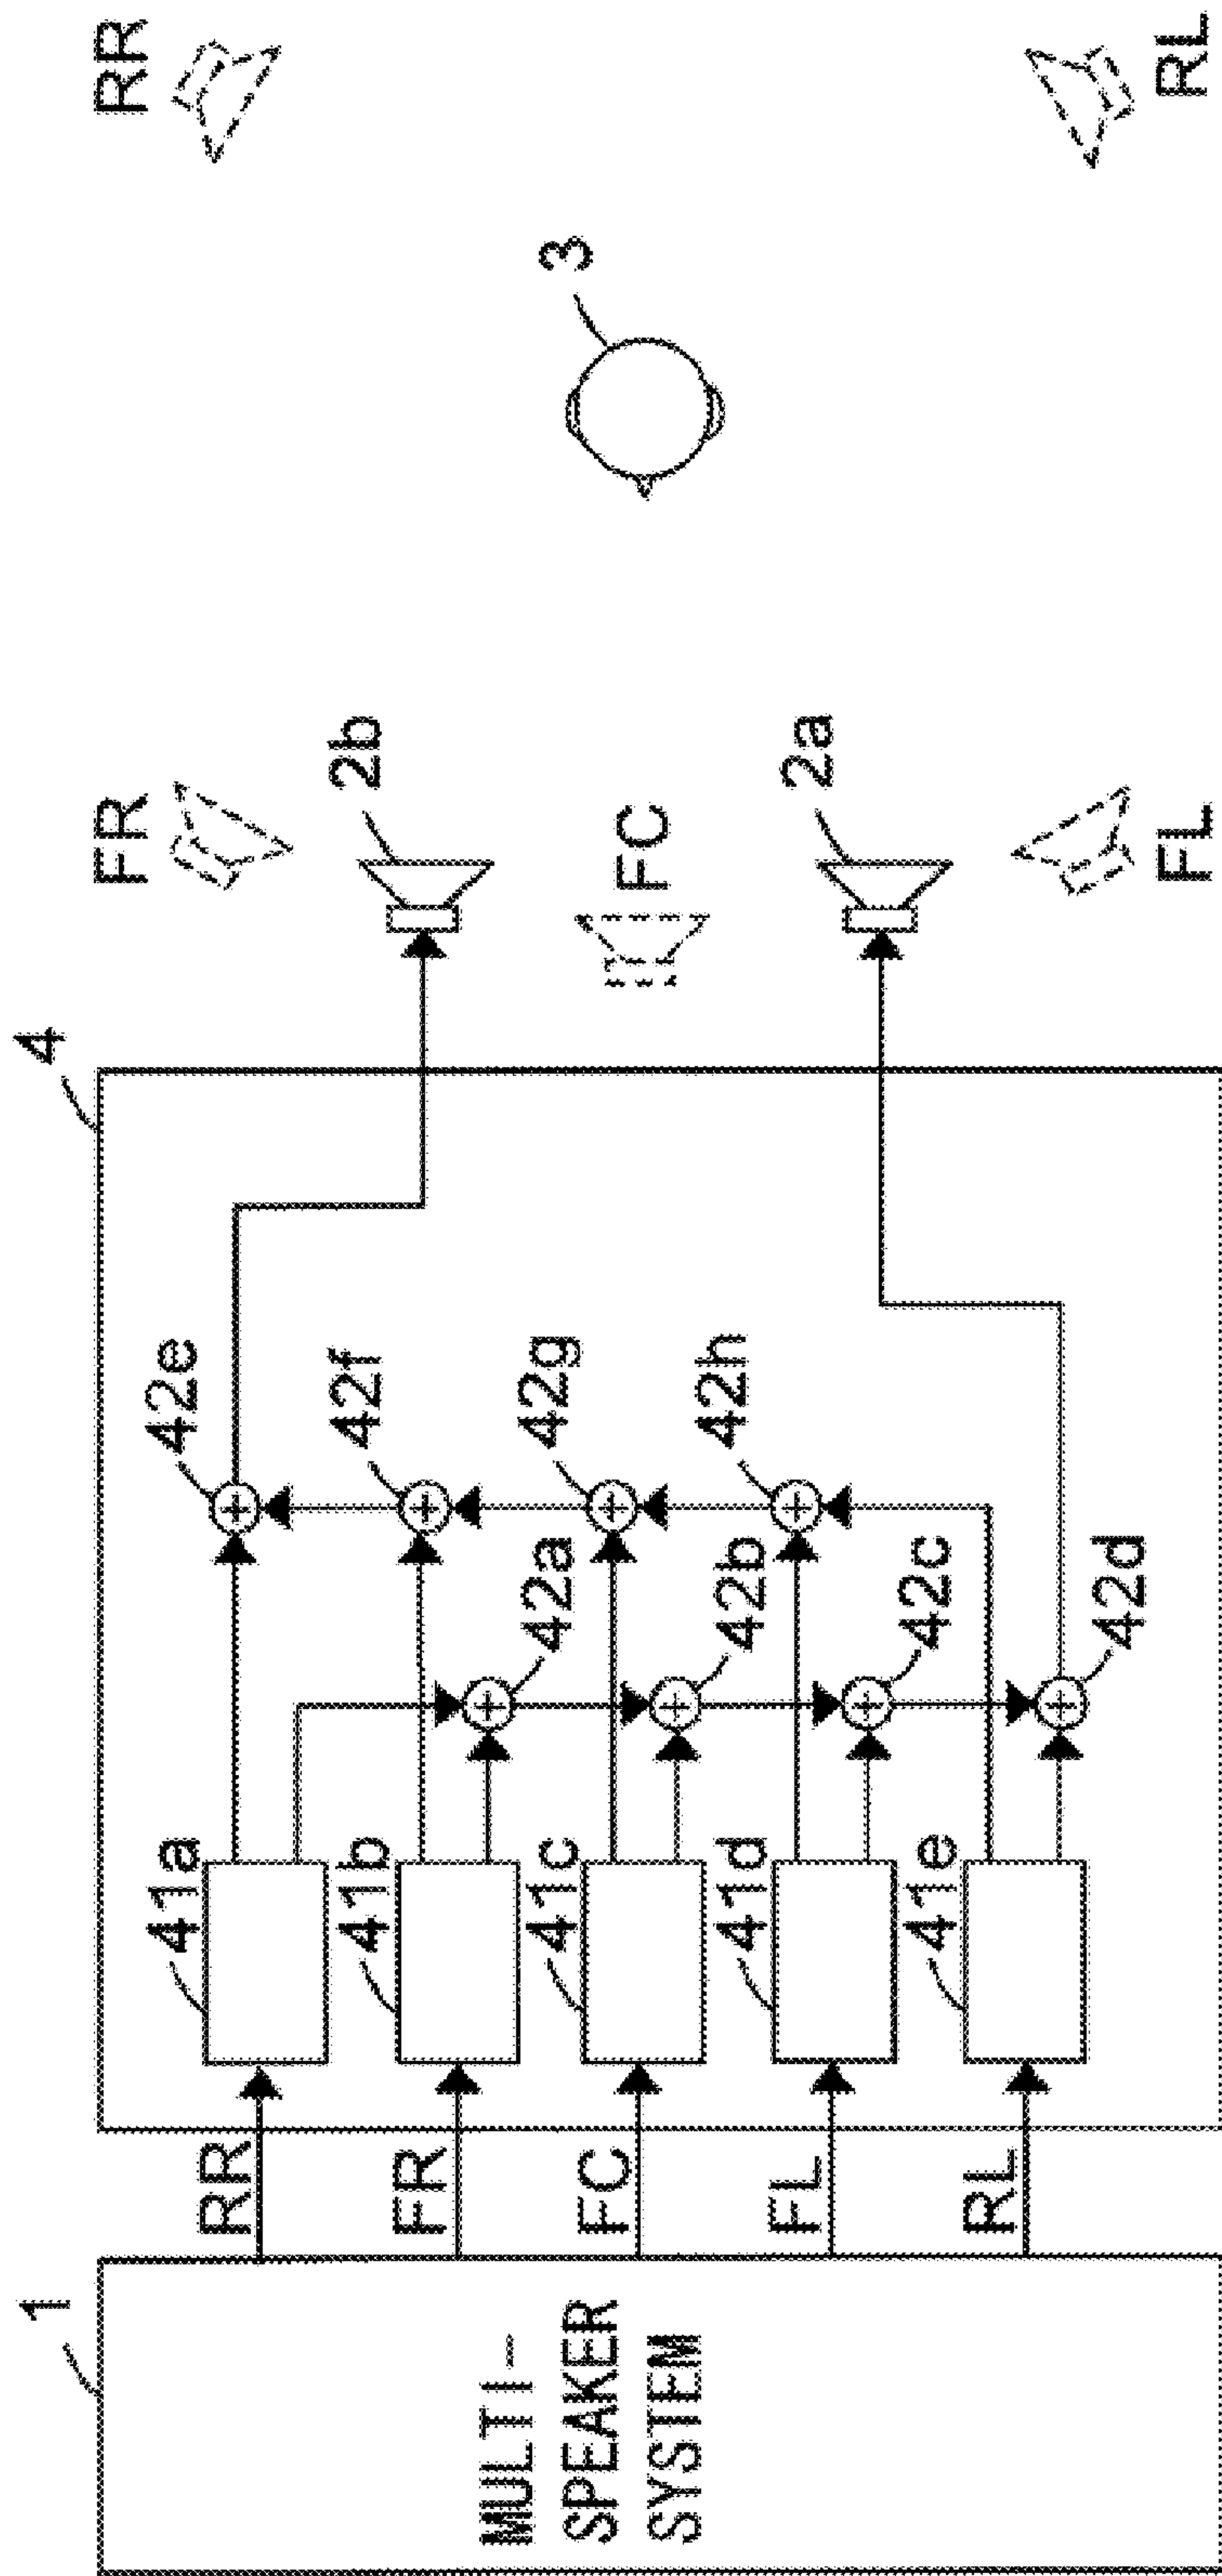 1
MULTI-
SPEAKER
SYSTEM
RR
FR
FC
FL
RL
4
41a
41b
41c
41d
41e
42a
42b
42c
42d
42e
42f
42g
42h
FR
2b
FC
2a
FL
3
RR
RL